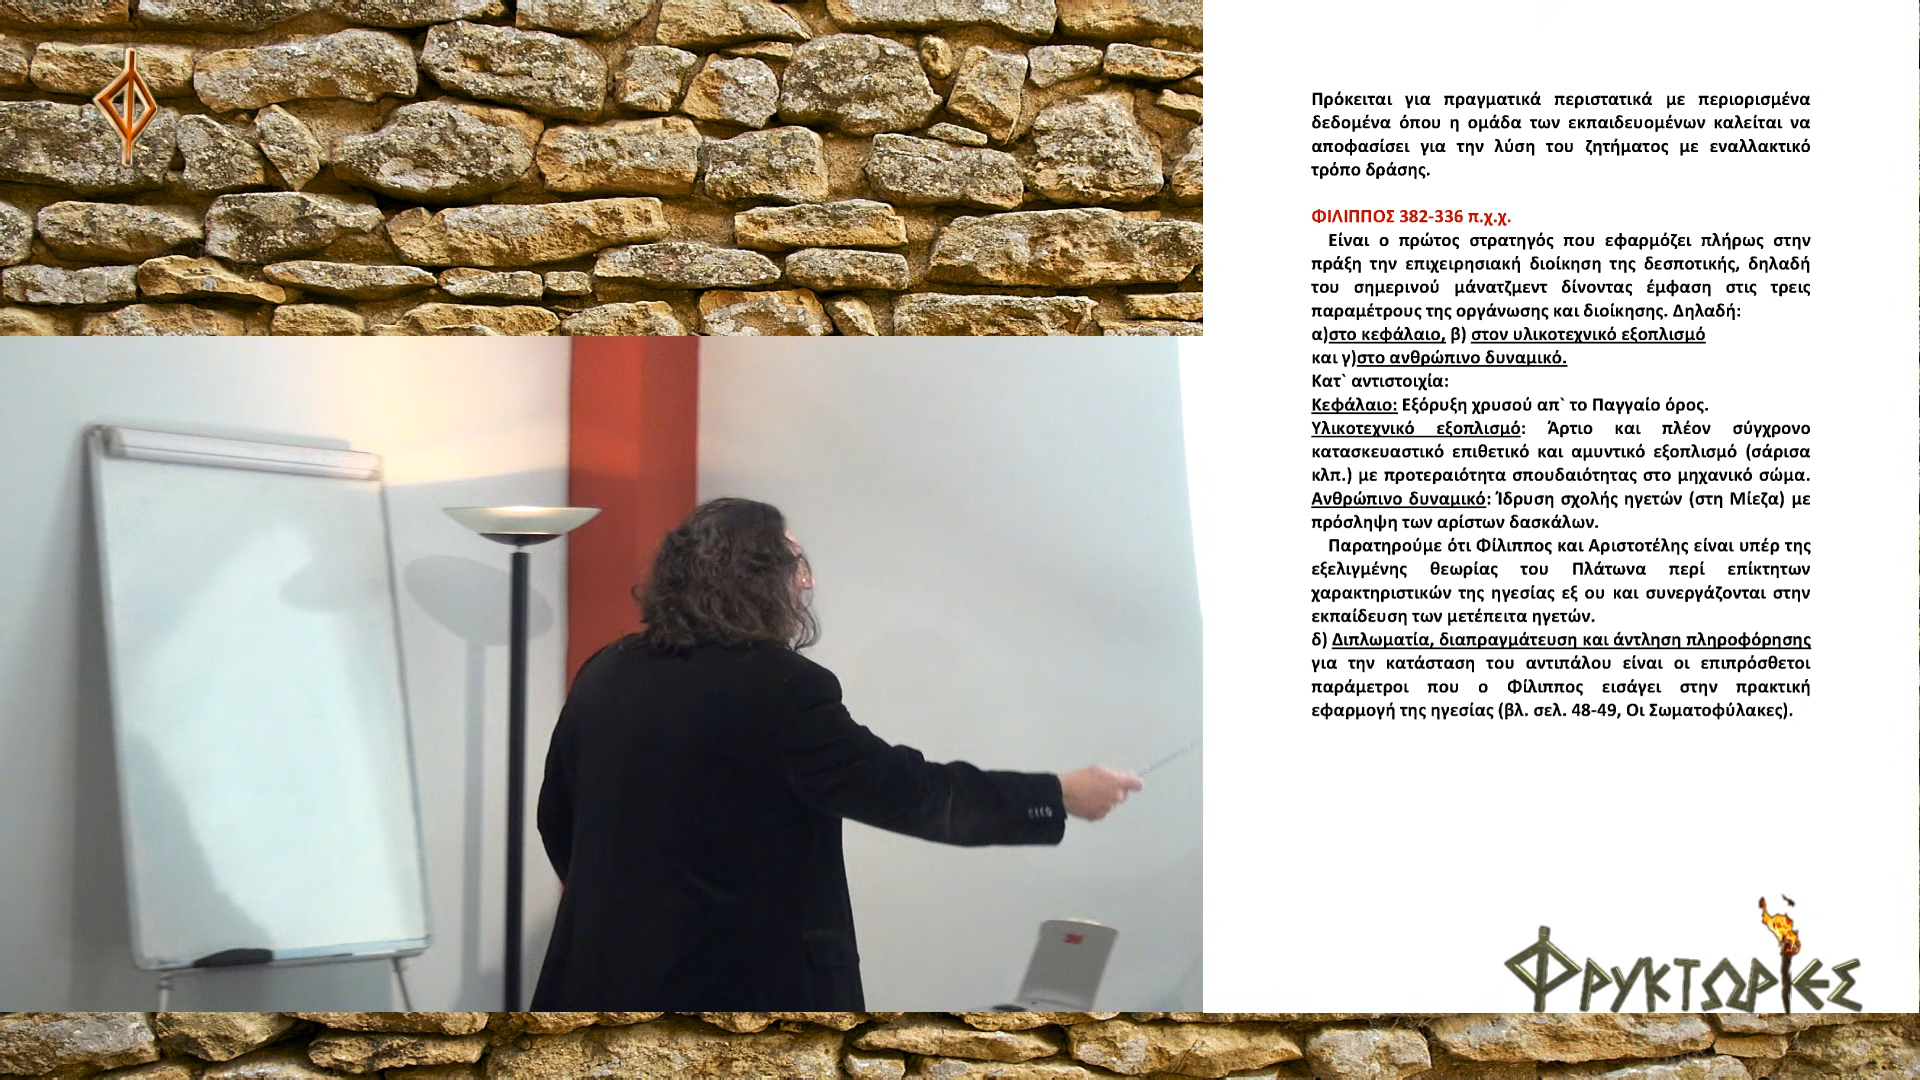 Πρόκειται για πραγματικά περιστατικά με περιορισμένα
δεδομένα όπου η ομάδα των εκπαιδευομένων καλείται να
αποφασίσει για την λύση του ζητήματος με εναλλακτικό
τρόπο δράσης.
ΦΙΛΙΠΠΟΣ 382-336 π.χ.χ.
Είναι ο πρώτος στρατηγός που εφαρμόζει πλήρως στην
πράξη την επιχειρησιακή διοίκηση της δεσποτικής, δηλαδή
του σημερινού μάνατζμεντ δίνοντας έμφαση στις τρεις
παραμέτρους της οργάνωσης και διοίκησης. Δηλαδή:
α)στο κεφάλαιο, β) στον υλικοτεχνικό εξοπλισμό
και γ)στο ανθρώπινο δυναμικό.
Κατ` αντιστοιχία:
Κεφάλαιο: Εξόρυξη χρυσού απ` το Παγγαίο όρος.
Υλικοτεχνικό εξοπλισμό: Άρτιο και πλέον σύγχρονο
κατασκευαστικό επιθετικό και αμυντικό εξοπλισμό (σάρισα
κλπ.) με προτεραιότητα σπουδαιότητας στο μηχανικό σώμα.
Ανθρώπινο δυναμικό: Ίδρυση σχολής ηγετών (στη Μίεζα) με
πρόσληψη των αρίστων δασκάλων.
Παρατηρούμε ότι Φίλιππος και Αριστοτέλης είναι υπέρ της
εξελιγμένης θεωρίας του Πλάτωνα περί επίκτητων
χαρακτηριστικών της ηγεσίας εξ ου και συνεργάζονται στην
εκπαίδευση των μετέπειτα ηγετών.
δ) Διπλωματία, διαπραγμάτευση και άντληση πληροφόρησης
για την κατάσταση του αντιπάλου είναι οι επιπρόσθετοι
παράμετροι που ο Φίλιππος εισάγει στην πρακτική
εφαρμογή της ηγεσίας (βλ. σελ. 48-49, Οι Σωματοφύλακες).
ΦΡΥΚΤΩΡΙΕΣ